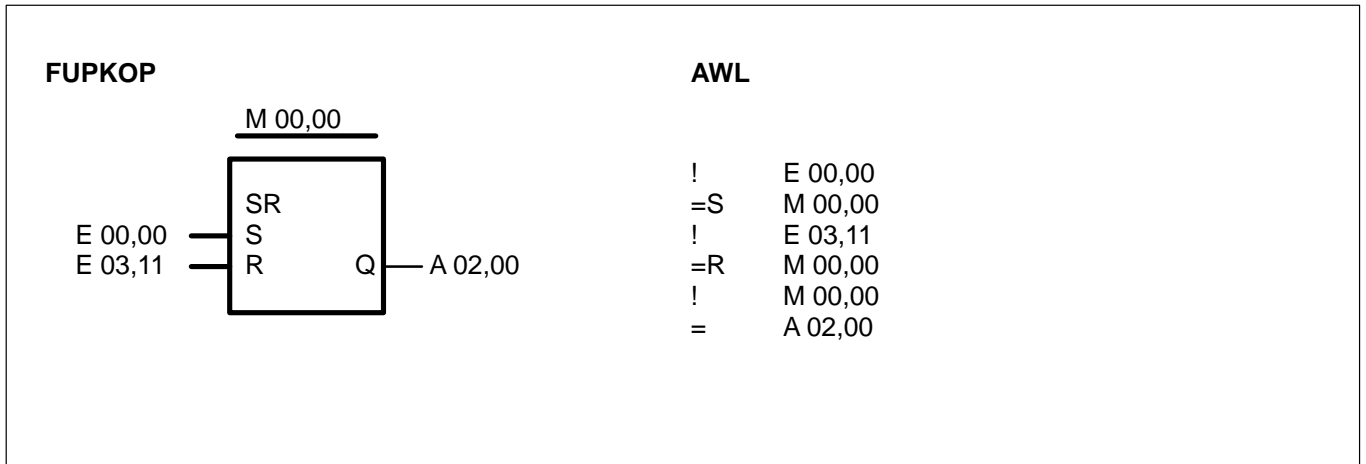 FUPKOP
M 00,00
SR
E 00,00 S
E 03,11 R Q A 02,00
AWL
! E 00,00
=S M 00,00
! E 03,11
=R M 00,00
! M 00,00
= A 02,00